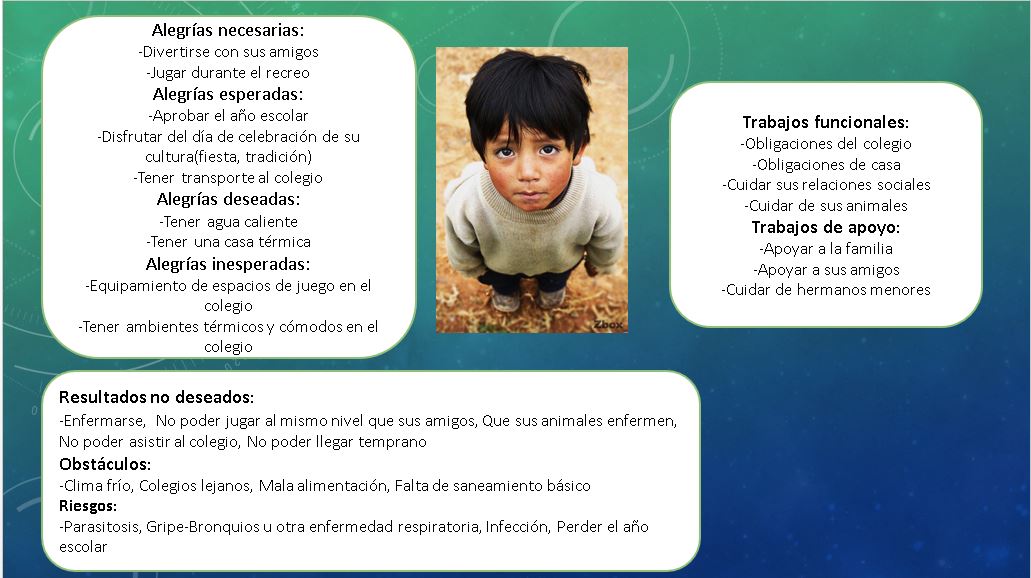 Alegrías necesarias:
-Divertirse con sus amigos
-Jugar durante el recreo
Alegrías esperadas:
-Aprobar el año escolar
-Disfrutar del día de celebración de su
cultura(fiesta, tradición)
-Tener transporte al colegio
Alegrías deseadas:
-Tener agua caliente
-Tener una casa térmica
Alegrías inesperadas:
-Equipamiento de espacios de juego en el
colegio
-Tener ambientes térmicos y cómodos en el
colegio
Zbox
Trabajos funcionales:
-Obligaciones del colegio
-Obligaciones de casa
-Cuidar sus relaciones sociales
-Cuidar de sus animales
Trabajos de apoyo:
-Apoyar a la familia
-Apoyar a sus amigos
-Cuidar de hermanos menores
Resultados no deseados:
-Enfermarse, No poder jugar al mismo nivel que sus amigos, Que sus animales enfermen,
No poder asistir al colegio, No poder llegar temprano
Obstáculos:
-Clima frío, Colegios lejanos, Mala alimentación, Falta de saneamiento básico
Riesgos:
-Parasitosis, Gripe-Bronquios u otra enfermedad respiratoria, Infección, Perder el año
escolar